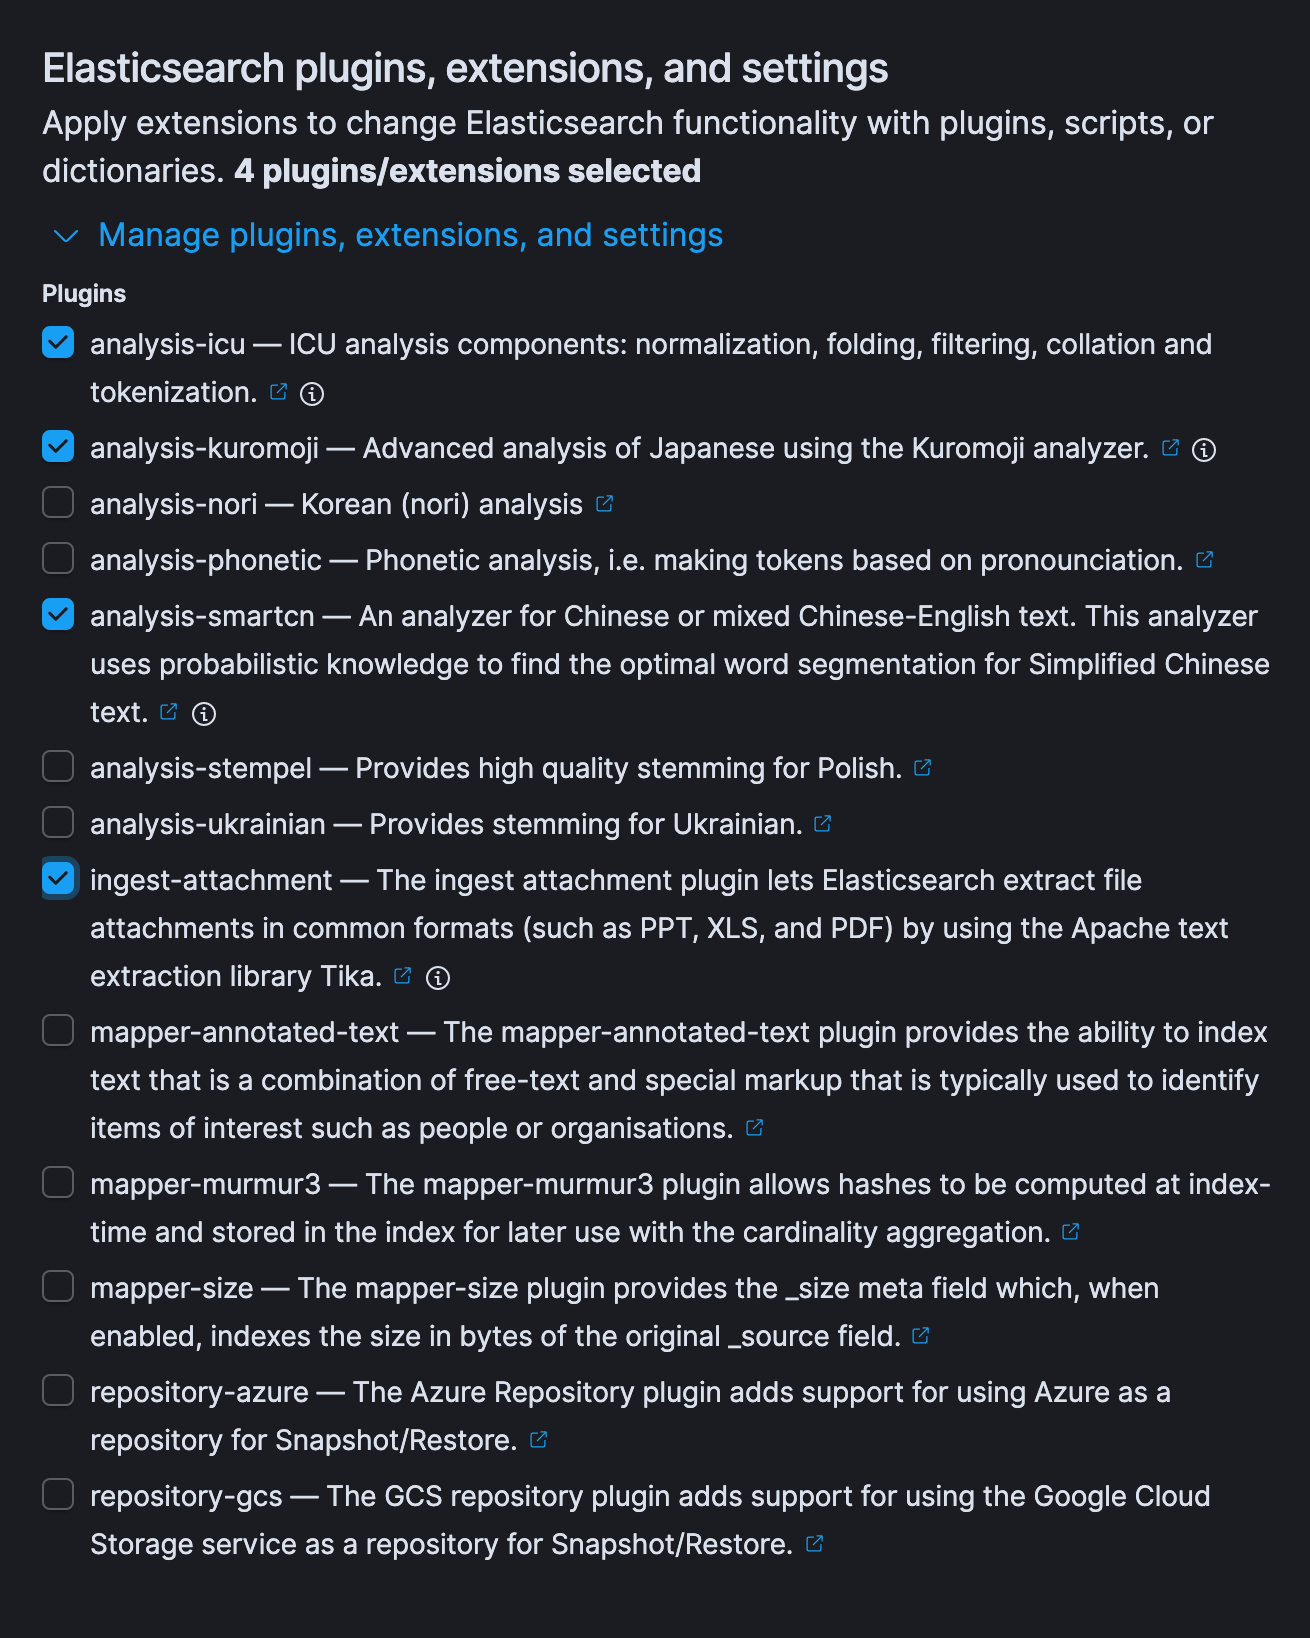 Elasticsearch plugins, extensions, and settings
Apply extensions to change Elasticsearch functionality with plugins, scripts, or
dictionaries. 4 plugins/extensions selected
Manage plugins, extensions, and settings
Plugins
analysis-icu — ICU analysis components: normalization, folding, filtering, collation and
tokenization.
analysis-kuromoji — Advanced analysis of Japanese using the Kuromoji analyzer.
analysis-nori — Korean (nori) analysis
analysis-phonetic — Phonetic analysis, i.e. making tokens based on pronounciation.
analysis-smartcn — An analyzer for Chinese or mixed Chinese-English text. This analyzer
uses probabilistic knowledge to find the optimal word segmentation for Simplified Chinese
text.
analysis-stempel — Provides high quality stemming for Polish.
analysis-ukrainian — Provides stemming for Ukrainian.
ingest-attachment — The ingest attachment plugin lets Elasticsearch extract file
attachments in common formats (such as PPT, XLS, and PDF) by using the Apache text
extraction library Tika.
mapper-annotated-text — The mapper-annotated-text plugin provides the ability to index
text that is a combination of free-text and special markup that is typically used to identify
items of interest such as people or organisations.
mapper-murmur3 — The mapper-murmur3 plugin allows hashes to be computed at index-
time and stored in the index for later use with the cardinality aggregation.
mapper-size — The mapper-size plugin provides the _size meta field which, when
enabled, indexes the size in bytes of the original _source field.
repository-azure — The Azure Repository plugin adds support for using Azure as a
repository for Snapshot/Restore.
repository-gcs — The GCS repository plugin adds support for using the Google Cloud
Storage service as a repository for Snapshot/Restore.